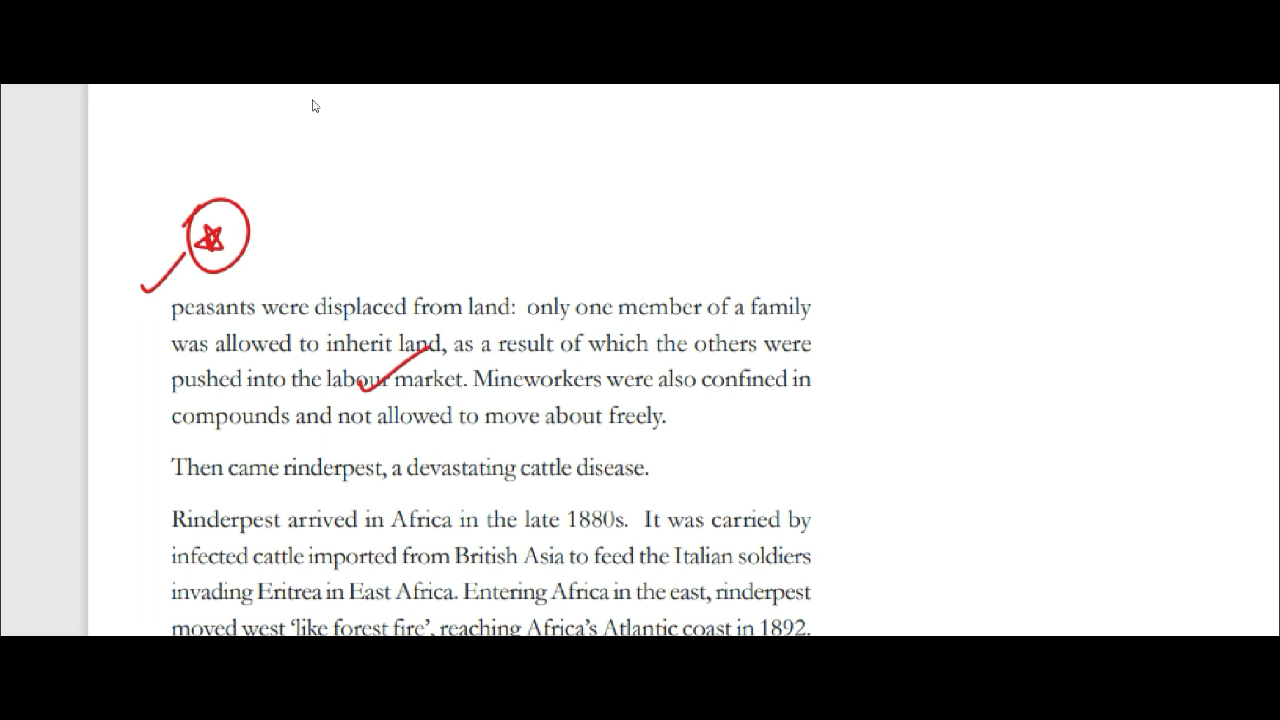 peasants were displaced from land: only one member of a family
was allowed to inherit land, as a result of which the others were
pushed into the labour market. Mineworkers were also confined in
compounds and not allowed to move about freely.
Then came rinderpest, a devastating cattle disease.
Rinderpest arrived in Africa in the late 1880s. It was carried by
infected cattle imported from British Asia to feed the Italian soldiers
invading Eritrea in East Africa. Entering Africa in the east, rinderpest
moved west ‘like forest fire’, reaching Africa’s Atlantic coast in 1892.